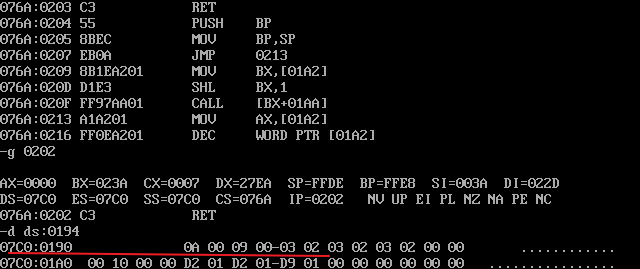 076A:0203 C3 RET
076A:0204 55 PUSH BP
076A:0205 8BEC MOV BP,SP
076A:0207 EB0A JMP 0213
076A:0209 8B1EA201 MOV BX,[01A2]
076A:020D D1E3 SHL BX,1
076A:020F FF97AA01 CALL [BX+01AA]
076A:0213 A1A201 MOV AX,[01A2]
076A:0216 FF0EA201 DEC WORD PTR [01A2]
-g 0202
AX=0000 BX=023A CX=0007 DX=27EA SP=FFDE BP=FFE8 SI=003A DI=022D
DS=07C0 ES=07C0 SS=07C0 CS=076A IP=0202 NV UP EI PL NZ NA PE NC
076A:0202 C3 RET
-d ds:0194
07C0:0190 0A 00 09 00-03 02 03 02 03 02 00 00 ............
07C0:01A0 00 10 00 00 D2 01 D2 01-D9 01 00 00 00 00 00 00 ................